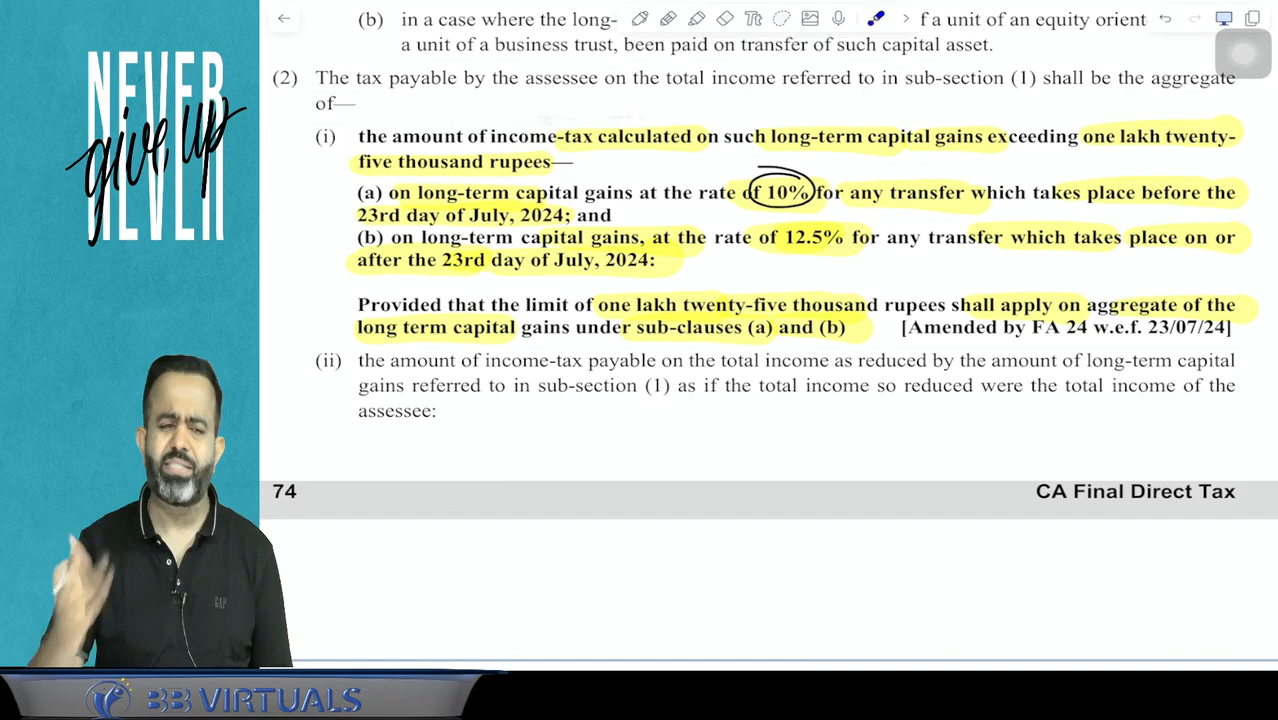 NEVER
give up
NEVER
(b) in a case where the long-
f a unit of an equity orient
a unit of a business trust, been paid on transfer of such capital asset.
(2) The tax payable by the assessee on the total income referred to in sub-section (1) shall be the aggregate
of—
(i) the amount of income-tax calculated on such long-term capital gains exceeding one lakh twenty-
five thousand rupees—
(a) on long-term capital gains at the rate of 10% for any transfer which takes place before the
23rd day of July, 2024; and
(b) on long-term capital gains, at the rate of 12.5% for any transfer which takes place on or
after the 23rd day of July, 2024:
Provided that the limit of one lakh twenty-five thousand rupees shall apply on aggregate of the
long term capital gains under sub-clauses (a) and (b) [Amended by FA 24 w.e.f. 23/07/24]
(ii) the amount of income-tax payable on the total income as reduced by the amount of long-term capital
gains referred to in sub-section (1) as if the total income so reduced were the total income of the
assessee:
74 CA Final Direct Tax
GAP
BB VIRTUALS